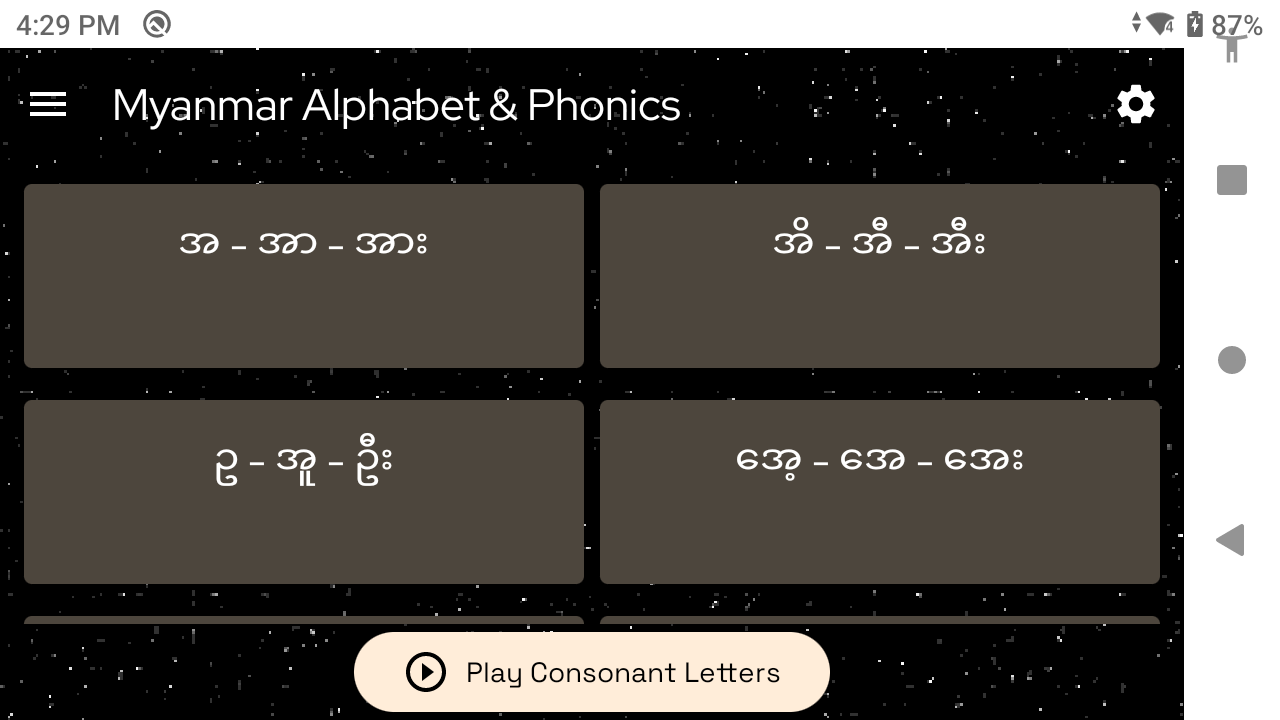 4:29 PM
4
87%
Myanmar Alphabet & Phonics
အ – အာ – အား
အိ – အီ – အီး
ဥ – အူ – ဦး
အေ့ – အေ – အေး
Play Consonant Letters